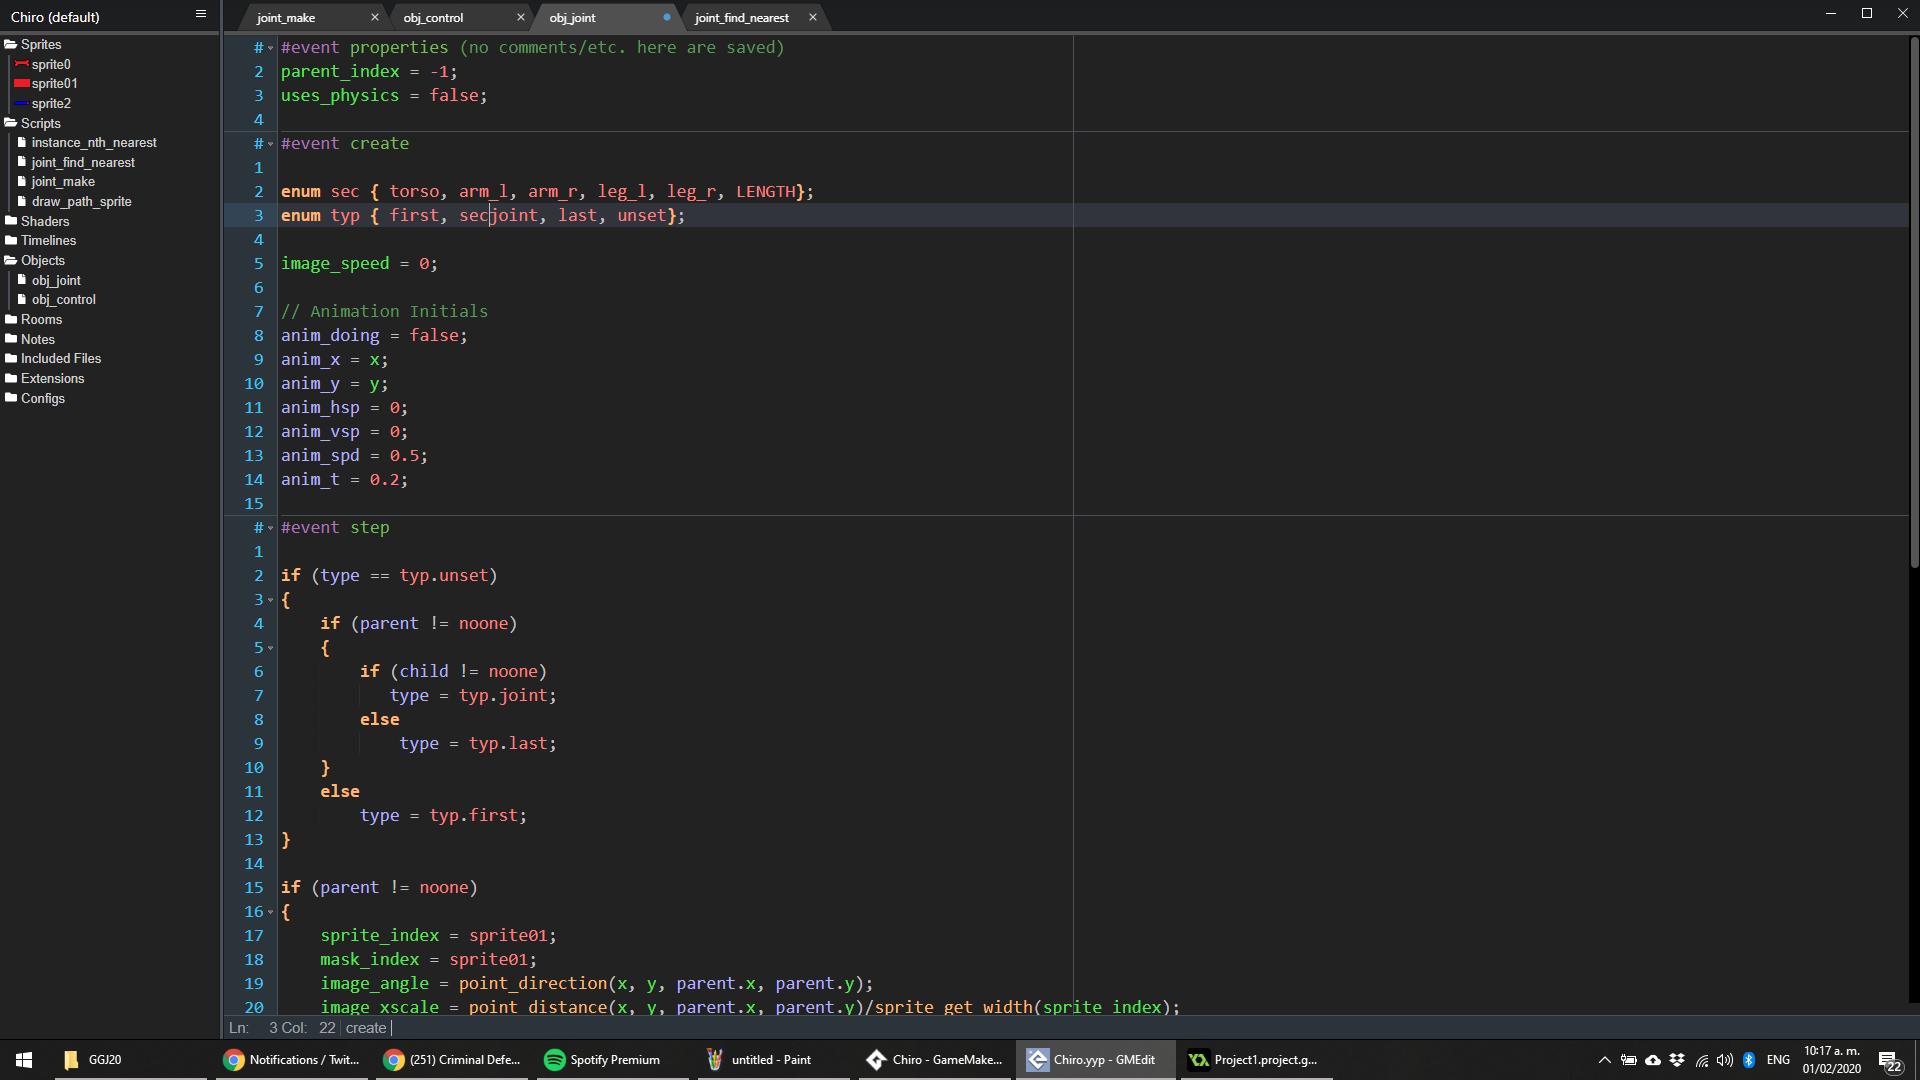 Chiro (default)
joint_make × obj_control × obj_joint joint_find_nearest ×
Sprites
sprite0
sprite01
sprite2
Scripts
instance_nth_nearest
joint_find_nearest
joint_make
draw_path_sprite
Shaders
Timelines
Objects
obj_joint
obj_control
Rooms
Notes
Included Files
Extensions
Configs
# #event properties (no comments/etc. here are saved)
2 parent_index = -1;
3 uses_physics = false;
4
# #event create
1
2 enum sec { torso, arm_l, arm_r, leg_l, leg_r, LENGTH};
3 enum typ { first, secjoint, last, unset};
4
5 image_speed = 0;
6
7 // Animation Initials
8 anim_doing = false;
9 anim_x = x;
10 anim_y = y;
11 anim_hsp = 0;
12 anim_vsp = 0;
13 anim_spd = 0.5;
14 anim_t = 0.2;
15
# #event step
1
2 if (type == typ.unset)
3 {
4 if (parent != noone)
5 {
6 if (child != noone)
7 type = typ.joint;
8 else
9 type = typ.last;
10 }
11 else
12 type = typ.first;
13 }
14
15 if (parent != noone)
16 {
17 sprite_index = sprite01;
18 mask_index = sprite01;
19 image_angle = point_direction(x, y, parent.x, parent.y);
20 image_xscale = point_distance(x, y, parent.x, parent.y)/sprite_get_width(sprite_index);
Ln: 3 Col: 22 create
GGJ20
Notifications / Twit...
(251) Criminal Defe...
Spotify Premium
untitled - Paint
Chiro - GameMake...
Chiro.yyp - GMEdit
Project1.project.g...
ENG
10:17 a. m.
01/02/2020
22